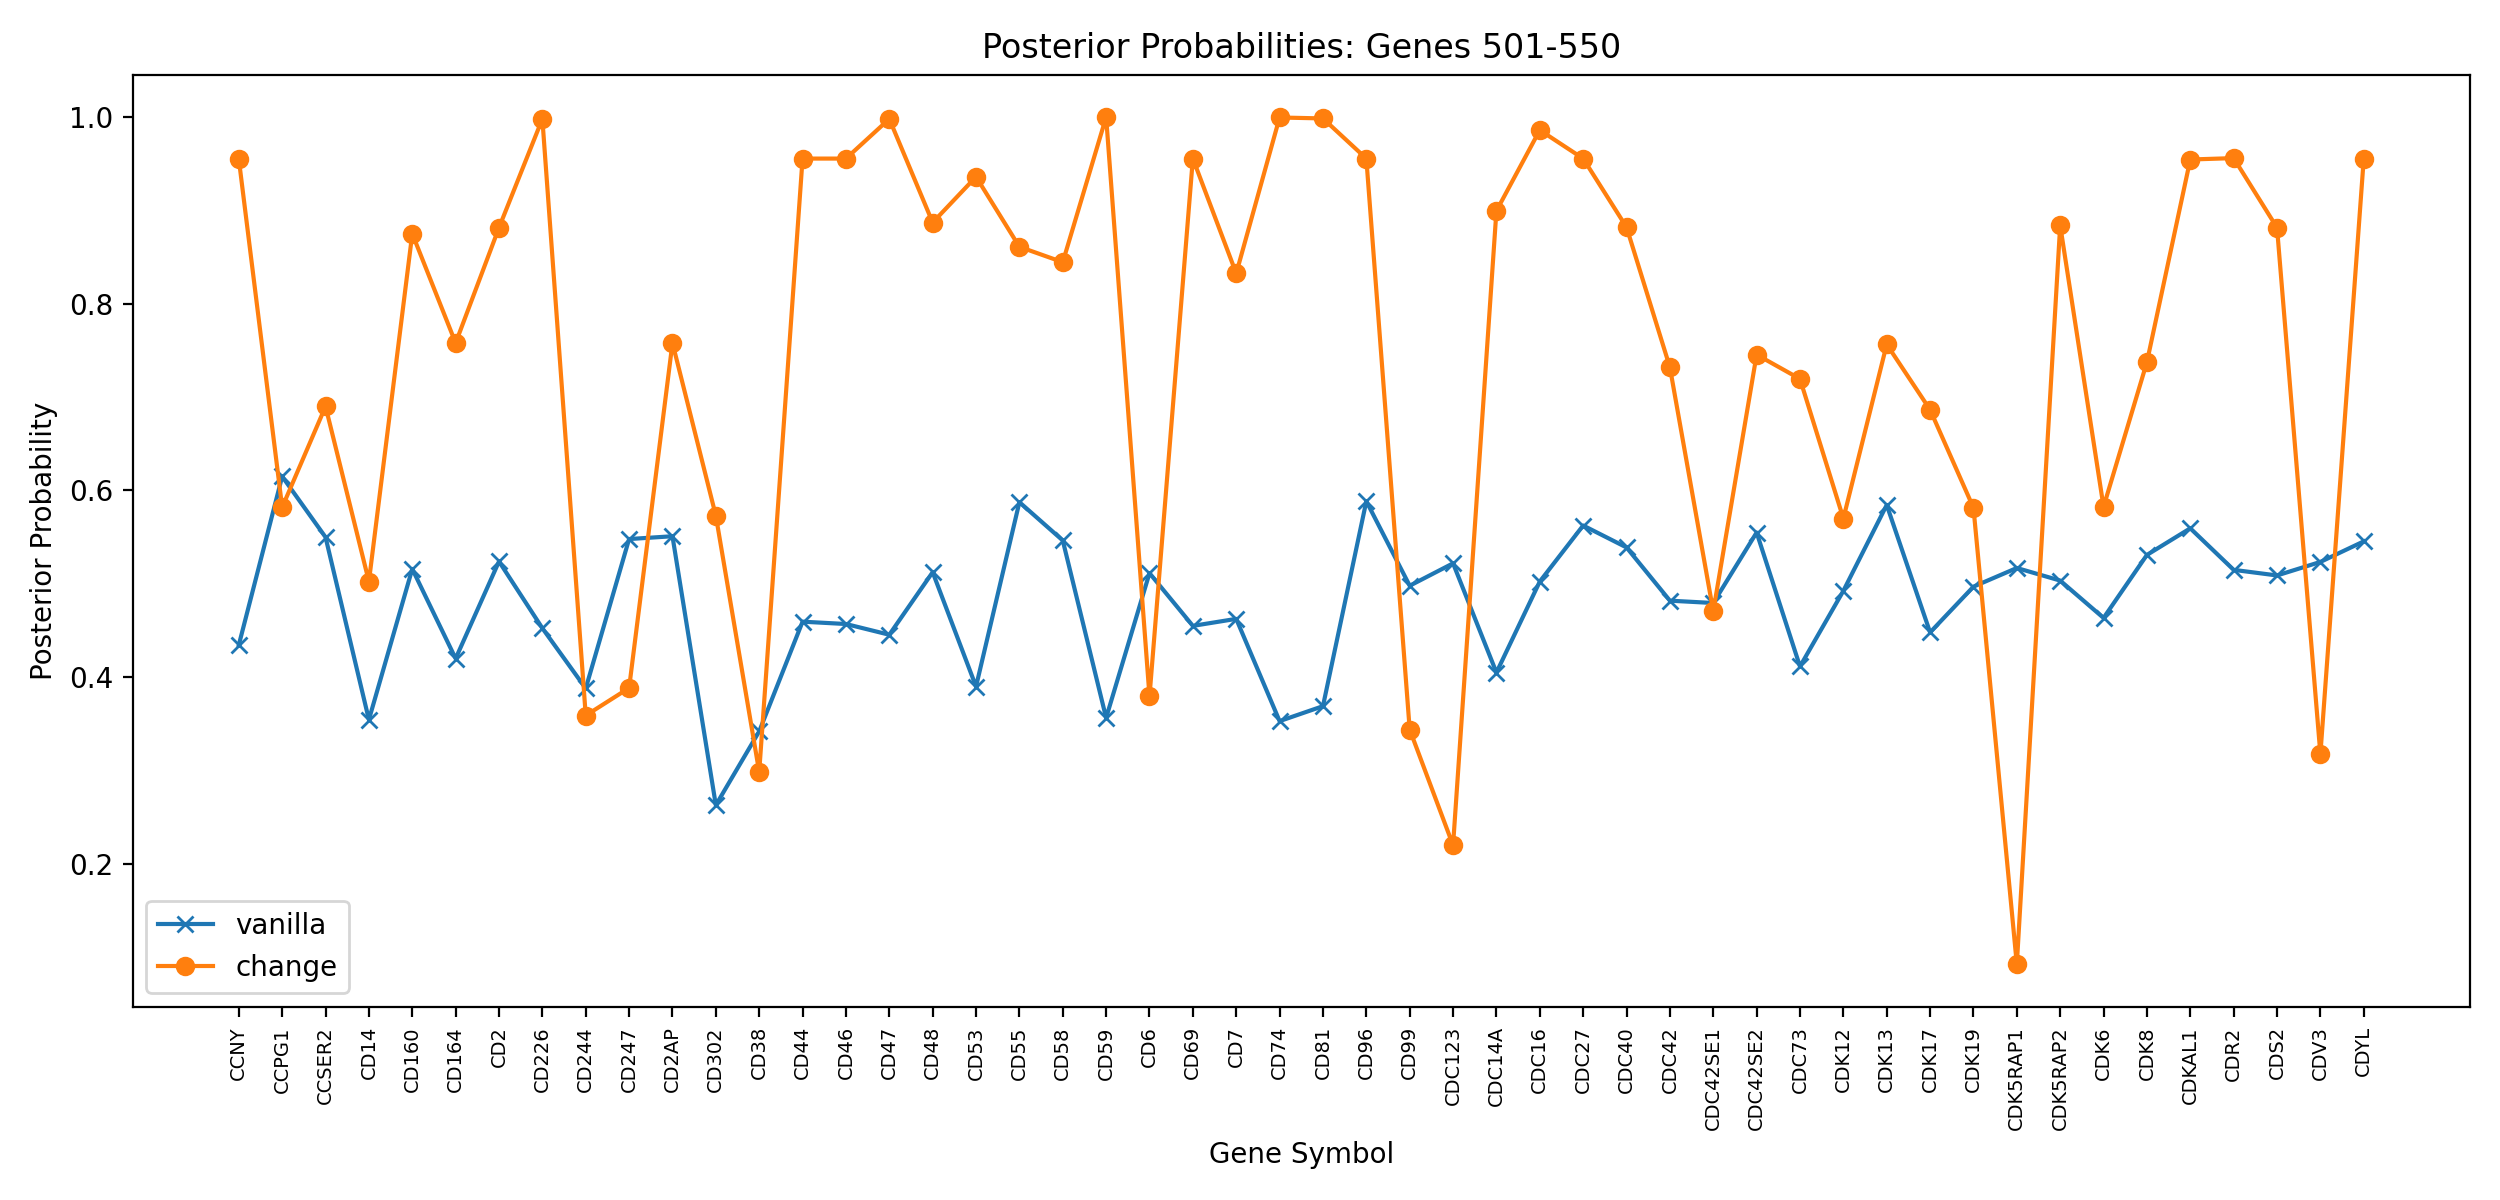 Posterior Probabilities: Genes 501-550
Posterior Probability
1.0
0.8
0.6
0.4
0.2
vanilla
change
CCNY
CCPG1
CCSER2
CD14
CD160
CD164
CD2
CD226
CD244
CD247
CD2AP
CD302
CD38
CD44
CD46
CD47
CD48
CD53
CD55
CD58
CD59
CD6
CD69
CD7
CD74
CD81
CD96
CD99
CDC123
CDC14A
CDC16
CDC27
CDC40
CDC42
CDC42SE1
CDC42SE2
CDC73
CDK12
CDK13
CDK17
CDK19
CDK5RAP1
CDK5RAP2
CDK6
CDK8
CDKAL1
CDR2
CDS2
CDV3
CDYL
Gene Symbol